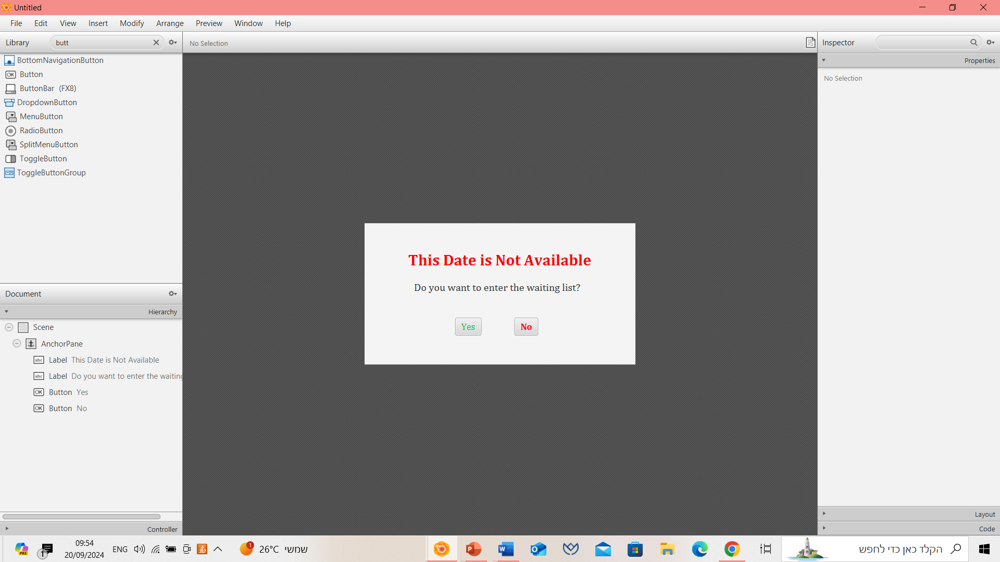 Untitled
File Edit View Insert Modify Arrange Preview Window Help
Library butt
No Selection
Inspector
BottomNavigationButton
Button
ButtonBar (FX8)
DropdownButton
MenuButton
RadioButton
SplitMenuButton
ToggleButton
ToggleButtonGroup
Properties
No Selection
This Date is Not Available
Do you want to enter the waiting list?
Yes No
Document
Hierarchy
Scene
AnchorPane
Label This Date is Not Available
Label Do you want to enter the waiting
Button Yes
Button No
Controller
Layout
Code
PRE
1
09:54
20/09/2024
ENG
1
26°C שמשי
הקלד כאן כדי לחפש